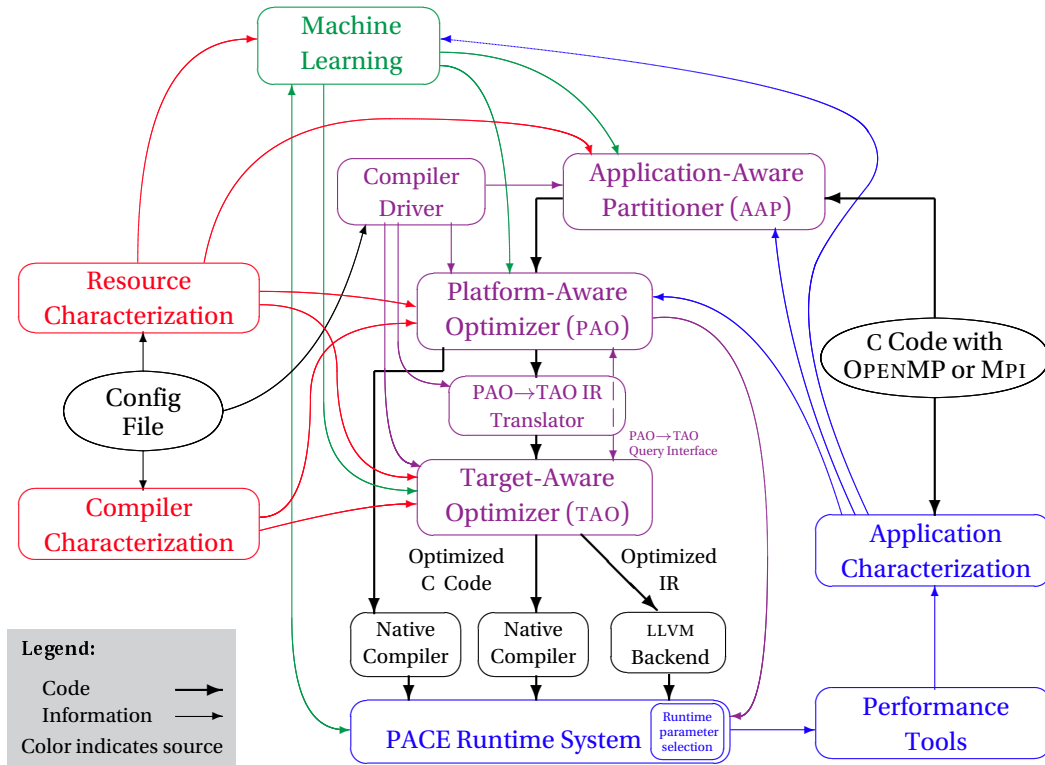 Machine
Learning
Compiler
Driver
Application-Aware
Partitioner (AAP)
Resource
Characterization
Platform-Aware
Optimizer (PAO)
C Code with
OPENMP or MPI
Config
File
PAO→TAO IR
Translator
PAO→TAO
Query Interface
Compiler
Characterization
Target-Aware
Optimizer (TAO)
Application
Characterization
Optimized
C Code
Optimized
IR
Native
Compiler
Native
Compiler
LLVM
Backend
Legend:
Code
Information
Color indicates source
PACE Runtime System
Runtime
parameter
selection
Performance
Tools